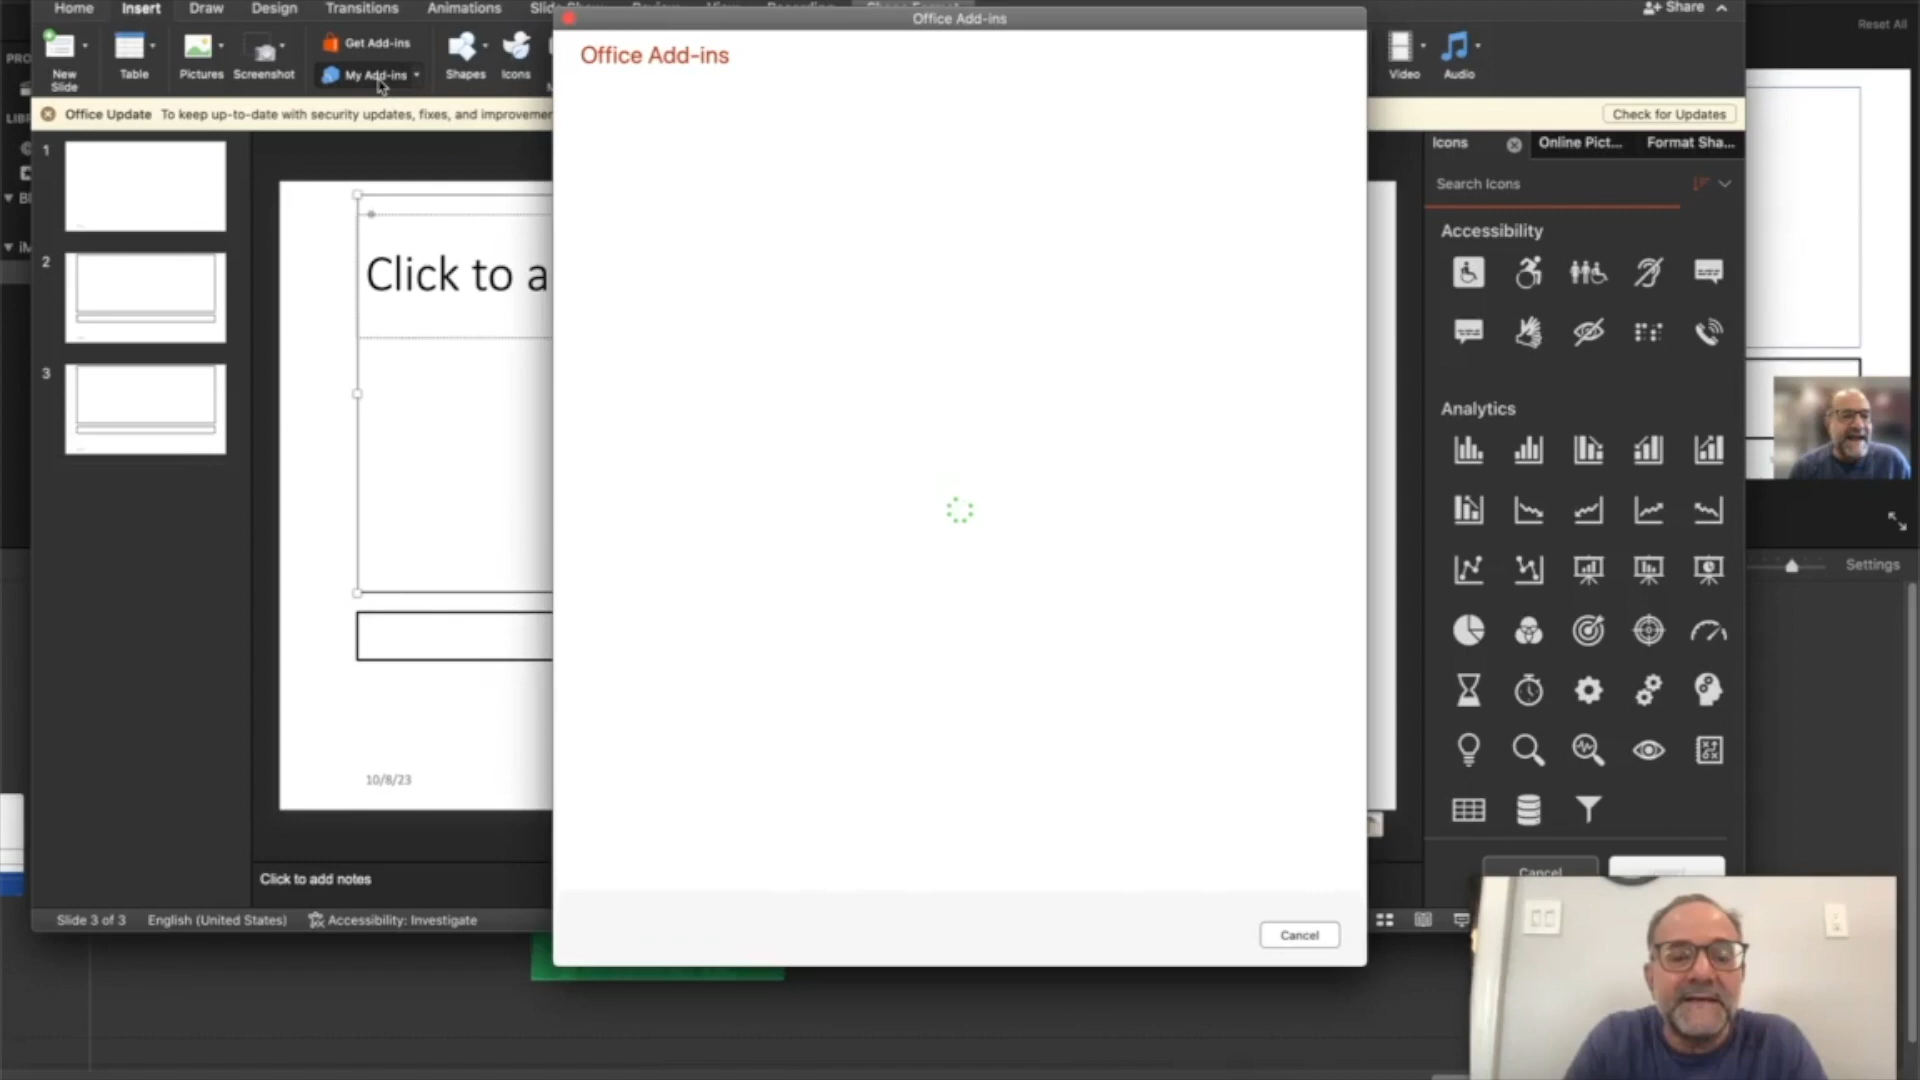 Home Insert Draw Design Transitions Animations
Share
Reset All
Office Add-ins
Office Add-ins
New Slide
Table
Pictures
Screenshot
Get Add-ins
My Add-ins
Shapes
Icons
Video
Audio
Office Update To keep up-to-date with security updates, fixes, and
Check for Updates
Icons
Online Pict...
Format Sha...
Search Icons
Accessibility
Analytics
1
2
3
Click to a
10/8/23
Click to add notes
Settings
Cancel
Cancel
Slide 3 of 3 English (United States) Accessibility: Investigate